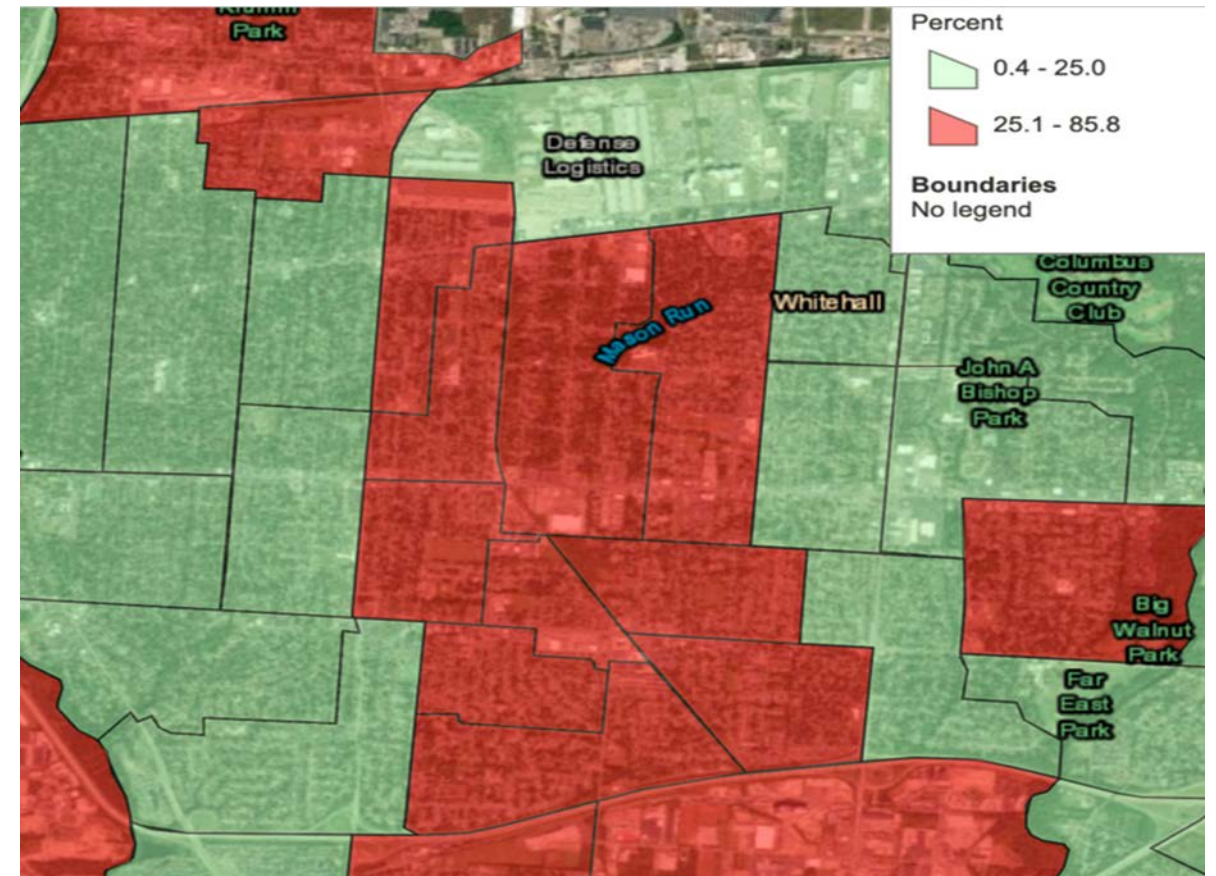 Park
Percent
0.4 - 25.0
25.1 - 85.8
Boundaries
No legend
Defense
Logistics
Columbus
Country
Club
Whitehall
Mason Run
John A
Bishop
Park
Big
Walnut
Park
Far
East
Park